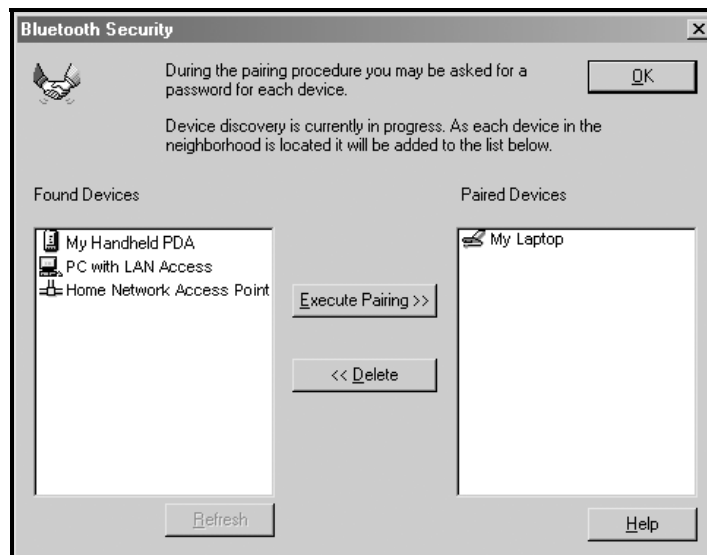 Bluetooth Security
During the pairing procedure you may be asked for a
password for each device.
OK
Device discovery is currently in progress. As each device in the
neighborhood is located it will be added to the list below.
Found Devices
Paired Devices
My Handheld PDA
PC with LAN Access
Home Network Access Point
My Laptop
Execute Pairing >>
<< Delete
Refresh
Help